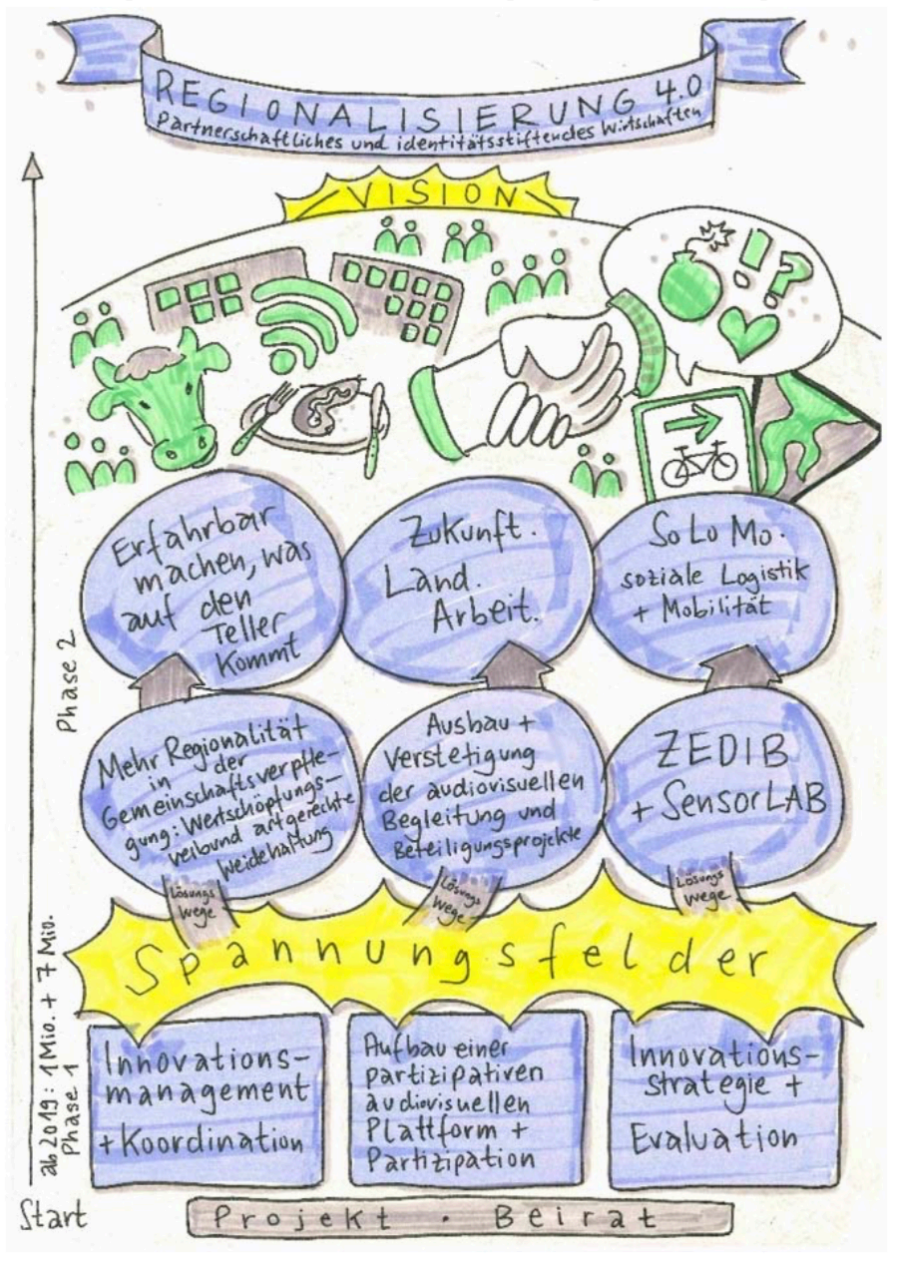 REGIONALISIERUNG 4.0
Partnerschaftliches und identitätsstiftendes Wirtschaften
VISION
! ?
Erfahrbar
machen, was
auf den
Teller
Kommt
Zukunft.
Land.
Arbeit.
SoLoMo.
soziale Logistik
+ Mobilität
Phase 2
Mehr Regionalität
in der
Gemeinschaftsverpfle-
gung: Wertschöpfungs-
verbund artgerechte
Weidehaltung
Ausbau +
Verstetigung
der audiovisuellen
Begleitung und
Beteiligungsprojekte
ZEDIB
+ SensorLAB
Lösungs
wege
Lösungs
wege
Lösungs
wege
Spannungsfelder
ab 2019: 1 Mio. + 7 Mio.
Phase 1
Innovations-
management
+ Koordination
Aufbau einer
partizipativen
audiovisuellen
Plattform +
Partizipation
Innovations-
strategie +
Evaluation
Start
Projekt · Beirat